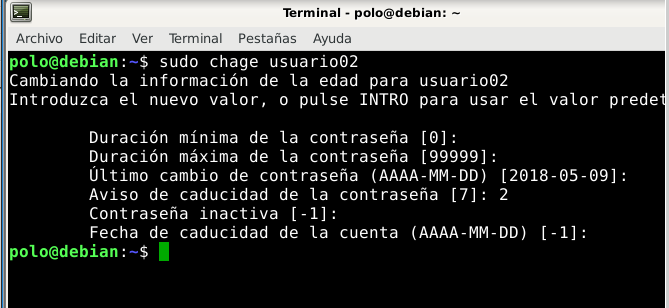 Terminal - polo@debian: ~
Archivo Editar Ver Terminal Pestañas Ayuda
polo@debian:~$ sudo chage usuario02
Cambiando la información de la edad para usuario02
Introduzca el nuevo valor, o pulse INTRO para usar el valor predet
Duración mínima de la contraseña [0]:
Duración máxima de la contraseña [99999]:
Último cambio de contraseña (AAAA-MM-DD) [2018-05-09]:
Aviso de caducidad de la contraseña [7]: 2
Contraseña inactiva [-1]:
Fecha de caducidad de la cuenta (AAAA-MM-DD) [-1]:
polo@debian:~$